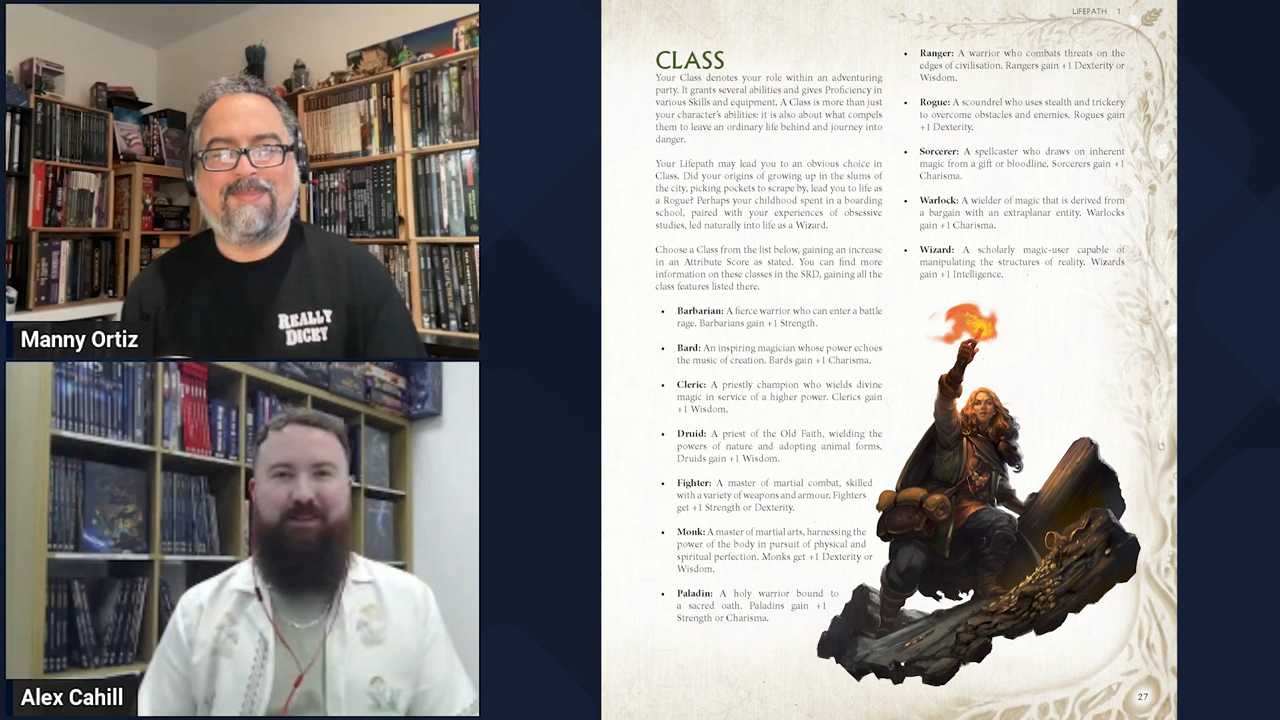 REALLY
DICEY
Manny Ortiz
Alex Cahill
LIFEPATH 1
CLASS
Your Class denotes your role within an adventuring
party. It grants several abilities and gives Proficiency in
various Skills and equipment. A Class is more than just
your character's abilities: it is also about what compels
them to leave an ordinary life behind and journey into
danger.
Your Lifepath may lead you to an obvious choice in
Class. Did your origins of growing up in the slums of
the city, picking pockets to scrape by, lead you to life as
a Rogue? Perhaps your childhood spent in a boarding
school, paired with your experiences of obsessive
studies, led naturally into life as a Wizard.
Choose a Class from the list below, gaining an increase
in an Attribute Score as stated. You can find more
information on these classes in the SRD, gaining all the
class features listed there.
• Barbarian: A fierce warrior who can enter a battle
rage. Barbarians gain +1 Strength.
• Bard: An inspiring magician whose power echoes
the music of creation. Bards gain +1 Charisma.
• Cleric: A priestly champion who wields divine
magic in service of a higher power. Clerics gain
+1 Wisdom.
• Druid: A priest of the Old Faith, wielding the
powers of nature and adopting animal forms.
Druids gain +1 Wisdom.
• Fighter: A master of martial combat, skilled
with a variety of weapons and armour. Fighters
get +1 Strength or Dexterity.
• Monk: A master of martial arts, harnessing the
power of the body in pursuit of physical and
spiritual perfection. Monks get +1 Dexterity or
Wisdom.
• Paladin: A holy warrior bound to
a sacred oath. Paladins gain +1
Strength or Charisma.
• Ranger: A warrior who combats threats on the
edges of civilisation. Rangers gain +1 Dexterity or
Wisdom.
• Rogue: A scoundrel who uses stealth and trickery
to overcome obstacles and enemies. Rogues gain
+1 Dexterity.
• Sorcerer: A spellcaster who draws on inherent
magic from a gift or bloodline. Sorcerers gain +1
Charisma.
• Warlock: A wielder of magic that is derived from
a bargain with an extraplanar entity. Warlocks
gain +1 Charisma.
• Wizard: A scholarly magic-user capable of
manipulating the structures of reality. Wizards
gain +1 Intelligence.
27